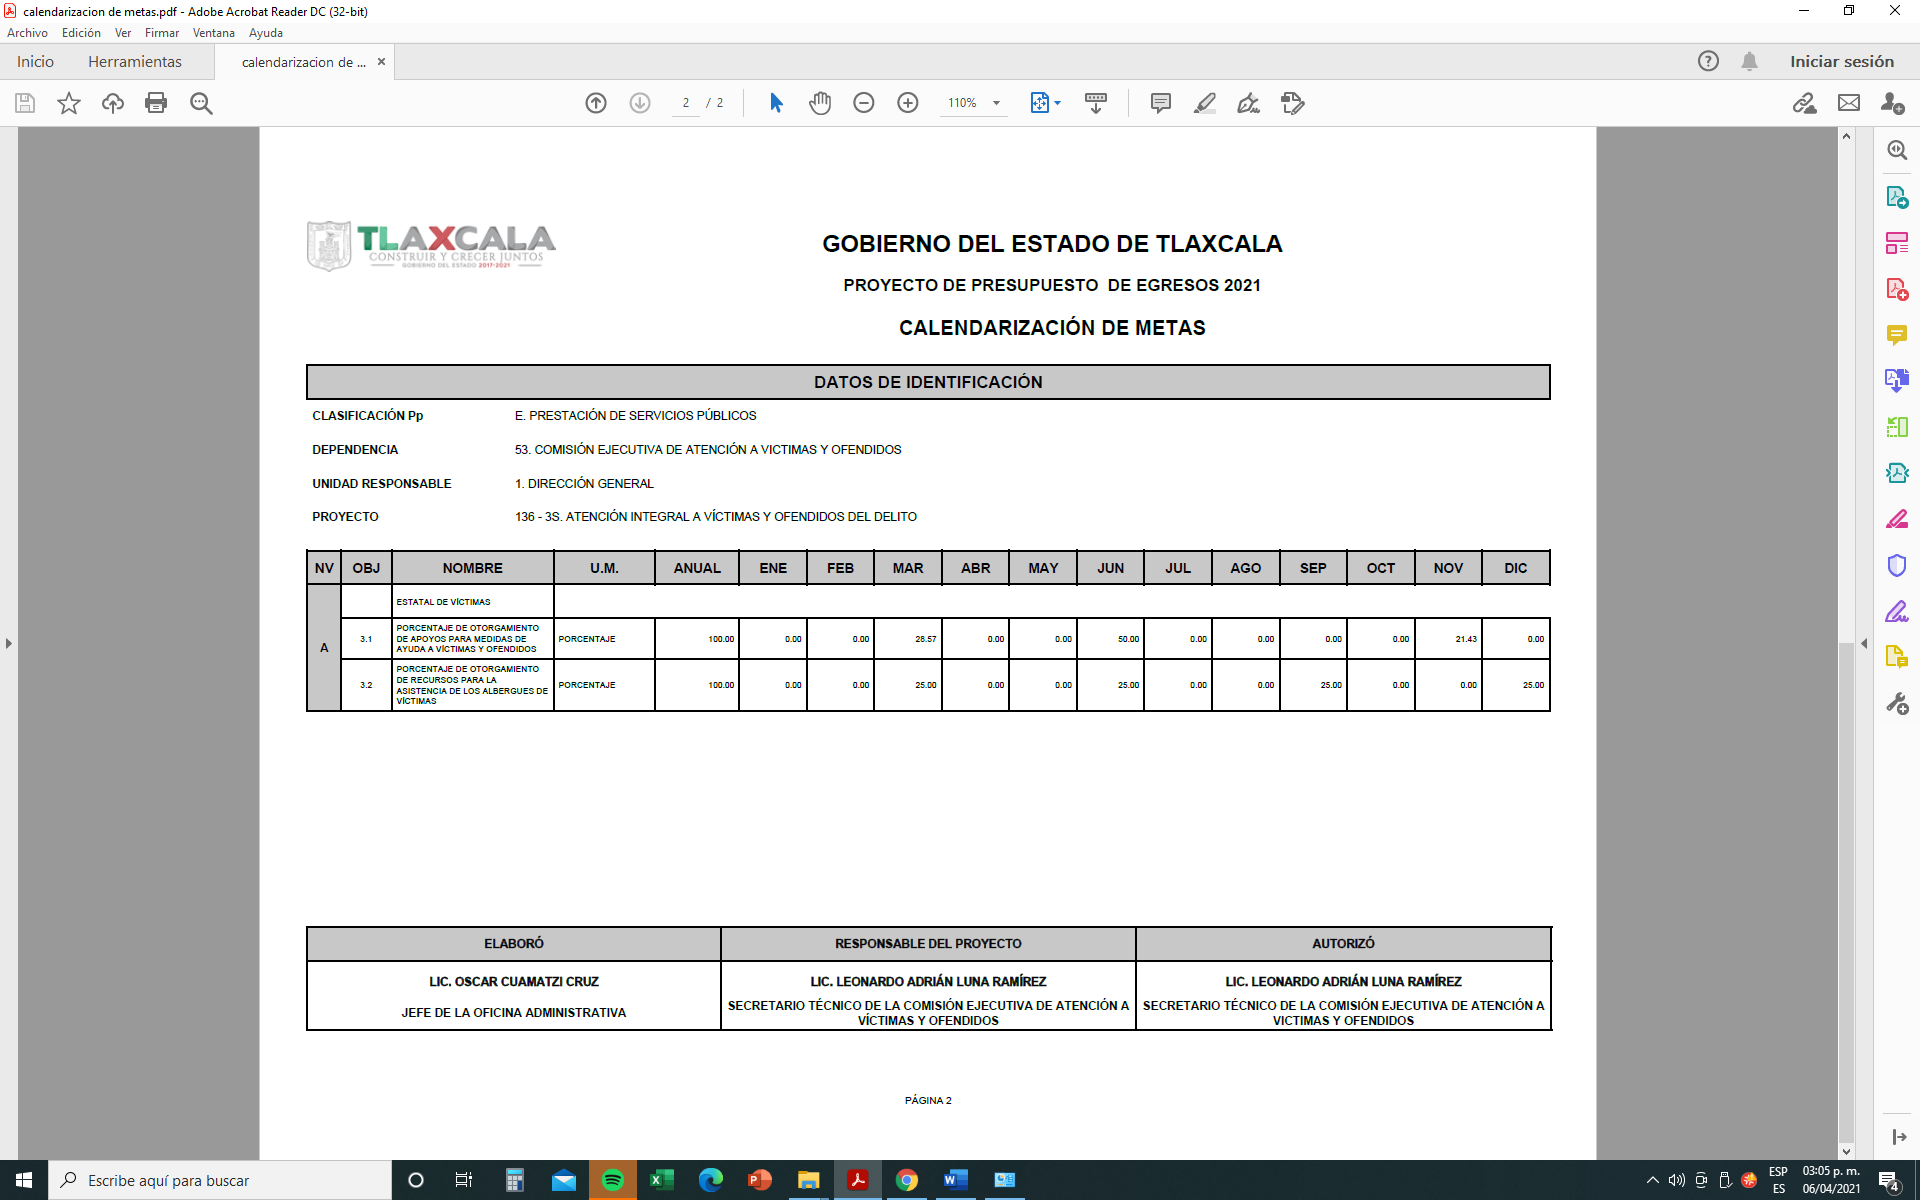 calendarizacion de metas.pdf - Adobe Acrobat Reader DC (32-bit)
Archivo Edición Ver Firmar Ventana Ayuda
Inicio Herramientas calendarizacion de ... × Iniciar sesión
2 / 2 110%
TLAXCALA
CONSTRUIR Y CRECER JUNTOS
GOBIERNO DEL ESTADO 2017-2021
GOBIERNO DEL ESTADO DE TLAXCALA
PROYECTO DE PRESUPUESTO DE EGRESOS 2021
CALENDARIZACIÓN DE METAS
DATOS DE IDENTIFICACIÓN
CLASIFICACIÓN Pp E. PRESTACIÓN DE SERVICIOS PÚBLICOS
DEPENDENCIA 53. COMISIÓN EJECUTIVA DE ATENCIÓN A VICTIMAS Y OFENDIDOS
UNIDAD RESPONSABLE 1. DIRECCIÓN GENERAL
PROYECTO 136 - 3S. ATENCIÓN INTEGRAL A VÍCTIMAS Y OFENDIDOS DEL DELITO
NV OBJ NOMBRE U.M. ANUAL ENE FEB MAR ABR MAY JUN JUL AGO SEP OCT NOV DIC
ESTATAL DE VÍCTIMAS
A
PORCENTAJE DE OTORGAMIENTO
3.1 DE APOYOS PARA MEDIDAS DE PORCENTAJE 100.00 0.00 0.00 28.57 0.00 0.00 50.00 0.00 0.00 0.00 0.00 21.43 0.00
AYUDA A VÍCTIMAS Y OFENDIDOS
PORCENTAJE DE OTORGAMIENTO
DE RECURSOS PARA LA
3.2 PORCENTAJE 100.00 0.00 0.00 25.00 0.00 0.00 25.00 0.00 0.00 25.00 0.00 0.00 25.00
ASISTENCIA DE LOS ALBERGUES DE
VÍCTIMAS
ELABORÓ RESPONSABLE DEL PROYECTO AUTORIZÓ
LIC. OSCAR CUAMATZI CRUZ LIC. LEONARDO ADRIÁN LUNA RAMÍREZ LIC. LEONARDO ADRIÁN LUNA RAMÍREZ
JEFE DE LA OFICINA ADMINISTRATIVA SECRETARIO TÉCNICO DE LA COMISIÓN EJECUTIVA DE ATENCIÓN A SECRETARIO TÉCNICO DE LA COMISIÓN EJECUTIVA DE ATENCIÓN A
VÍCTIMAS Y OFENDIDOS VICTIMAS Y OFENDIDOS
PÁGINA 2
Escribe aquí para buscar
ESP 03:05 p. m.
ES 06/04/2021 4